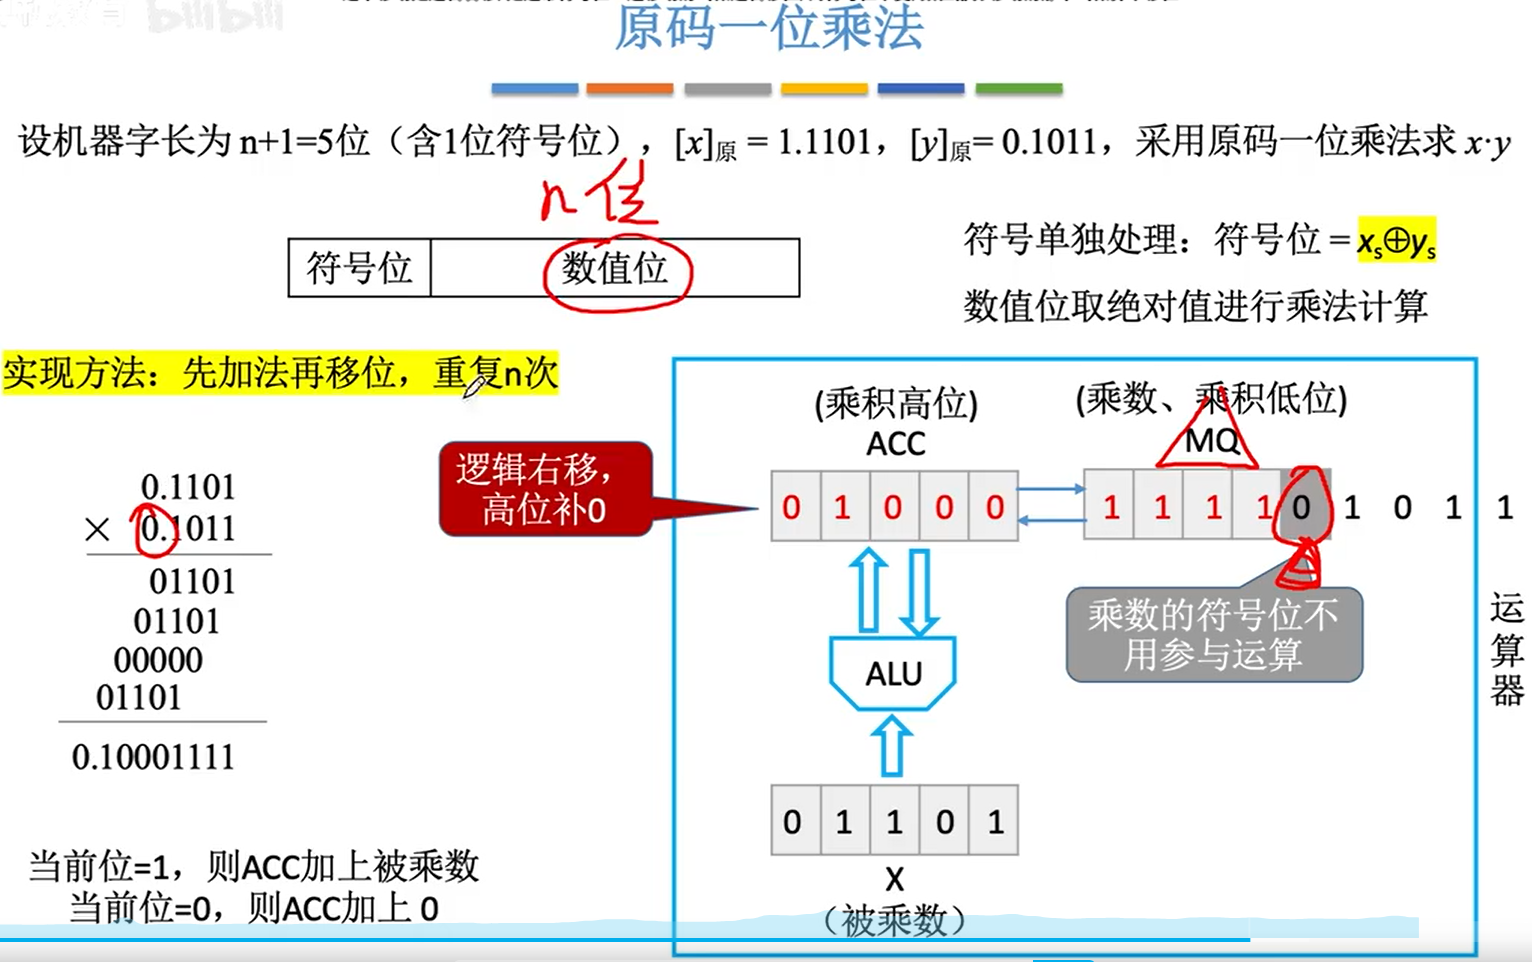 bilibili
原码一位乘法
设机器字长为 n+1=5位（含1位符号位），[x]原 = 1.1101，[y]原= 0.1011，采用原码一位乘法求 x·y
n 位
符号位 数值位
符号单独处理：符号位 = xs⊕ys
数值位取绝对值进行乘法计算
实现方法：先加法再移位，重复n次
(乘积高位)
ACC
(乘数、乘积低位)
MQ
逻辑右移，
高位补0
0 1 0 0 0
1 1 1 1 0 1 0 1 1
0.1101
× 0.1011
01101
01101
00000
01101
0.10001111
乘数的符号位不
用参与运算
运
算
器
ALU
0 1 1 0 1
X
（被乘数）
当前位=1，则ACC加上被乘数
当前位=0，则ACC加上 0